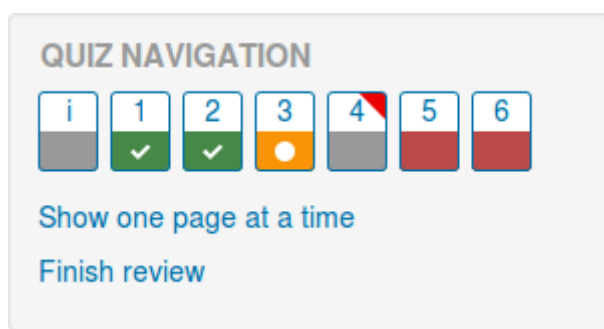 QUIZ NAVIGATION
i 1 2 3 4 5 6
Show one page at a time
Finish review